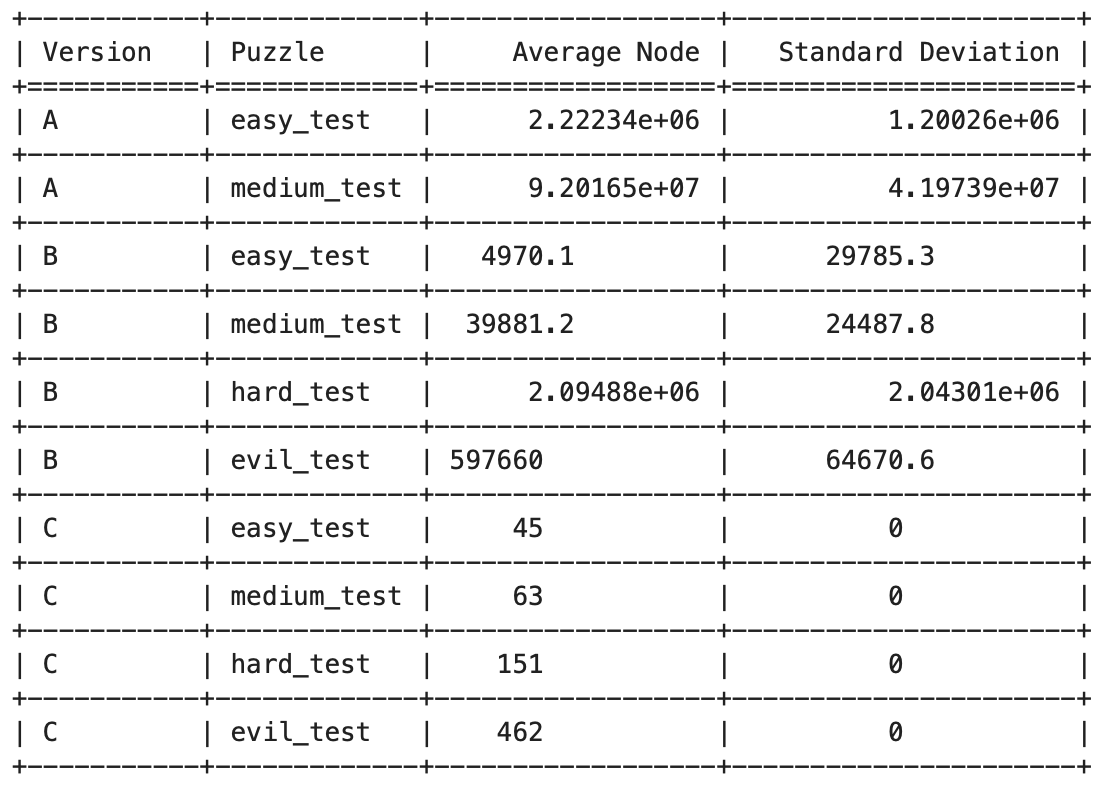 +-----------+-------------+------------------+----------------------+
| Version   | Puzzle      |     Average Node |   Standard Deviation |
+===========+=============+==================+======================+
| A         | easy_test   |      2.22234e+06 |          1.20026e+06 |
+-----------+-------------+------------------+----------------------+
| A         | medium_test |      9.20165e+07 |          4.19739e+07 |
+-----------+-------------+------------------+----------------------+
| B         | easy_test   |   4970.1         |      29785.3         |
+-----------+-------------+------------------+----------------------+
| B         | medium_test |  39881.2         |      24487.8         |
+-----------+-------------+------------------+----------------------+
| B         | hard_test   |      2.09488e+06 |          2.04301e+06 |
+-----------+-------------+------------------+----------------------+
| B         | evil_test   | 597660           |      64670.6         |
+-----------+-------------+------------------+----------------------+
| C         | easy_test   |     45           |          0           |
+-----------+-------------+------------------+----------------------+
| C         | medium_test |     63           |          0           |
+-----------+-------------+------------------+----------------------+
| C         | hard_test   |    151           |          0           |
+-----------+-------------+------------------+----------------------+
| C         | evil_test   |    462           |          0           |
+-----------+-------------+------------------+----------------------+